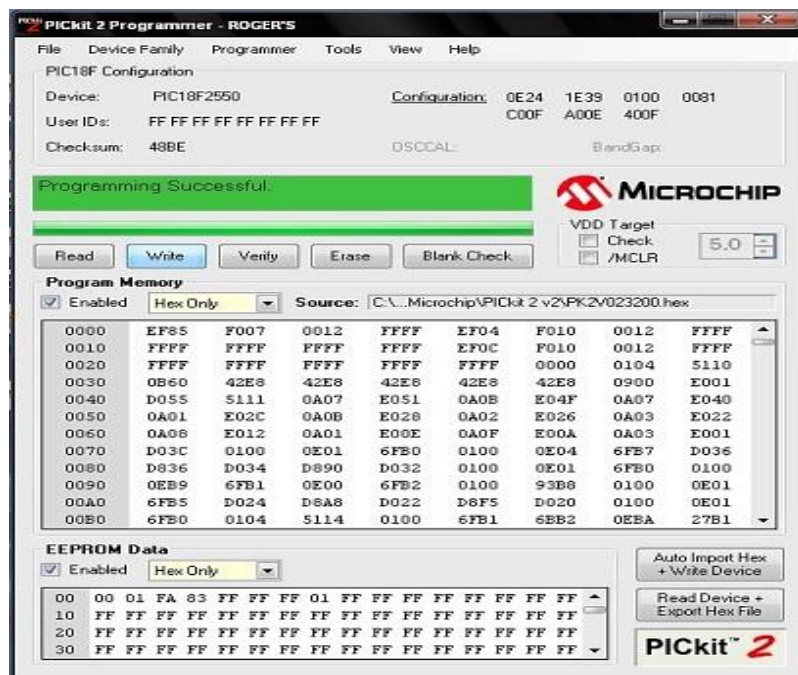 PICkit 2 Programmer - ROGER'S
File Device Family Programmer Tools View Help
PIC18F Configuration
Device: PIC18F2550 Configuration: 0E24 1E39 0100 0081
User IDs: FF FF FF FF FF FF FF FF C00F A00E 400F
Checksum: 48BE OSCCAL: BandGap:
Programming Successful.
MICROCHIP
VDD Target
Read Write Verify Erase Blank Check Check 5.0
/MCLR
Program Memory
Enabled Hex Only Source: C:\...Microchip\PICkit 2 v2\PK2V023200.hex
0000 EF85 F007 0012 FFFF EF04 F010 0012 FFFF
0010 FFFF FFFF FFFF FFFF EF0C F010 0012 FFFF
0020 FFFF FFFF FFFF FFFF FFFF 0000 0104 5110
0030 0B60 42E8 42E8 42E8 42E8 42E8 0900 E001
0040 D055 5111 0A07 E051 0A0B E04F 0A07 E040
0050 0A01 E02C 0A0B E028 0A02 E026 0A03 E022
0060 0A08 E012 0A01 E00E 0A0F E00A 0A03 E001
0070 D03C 0100 0E01 6FB0 0100 0E04 6FB7 D036
0080 D836 D034 D890 D032 0100 0E01 6FB0 0100
0090 0EB9 6FB1 0E00 6FB2 0100 93B8 0100 0E01
00A0 6FB5 D024 D8A8 D022 D8F5 D020 0100 0E01
00B0 6FB0 0104 5114 0100 6FB1 6BB2 0EBA 27B1
EEPROM Data
Enabled Hex Only
00 00 01 FA 83 FF FF FF FF 01 FF FF FF FF FF FF FF
10 FF FF FF FF FF FF FF FF FF FF FF FF FF FF FF FF
20 FF FF FF FF FF FF FF FF FF FF FF FF FF FF FF FF
30 FF FF FF FF FF FF FF FF FF FF FF FF FF FF FF FF
Auto Import Hex
+ Write Device
Read Device +
Export Hex File
PICkit™ 2